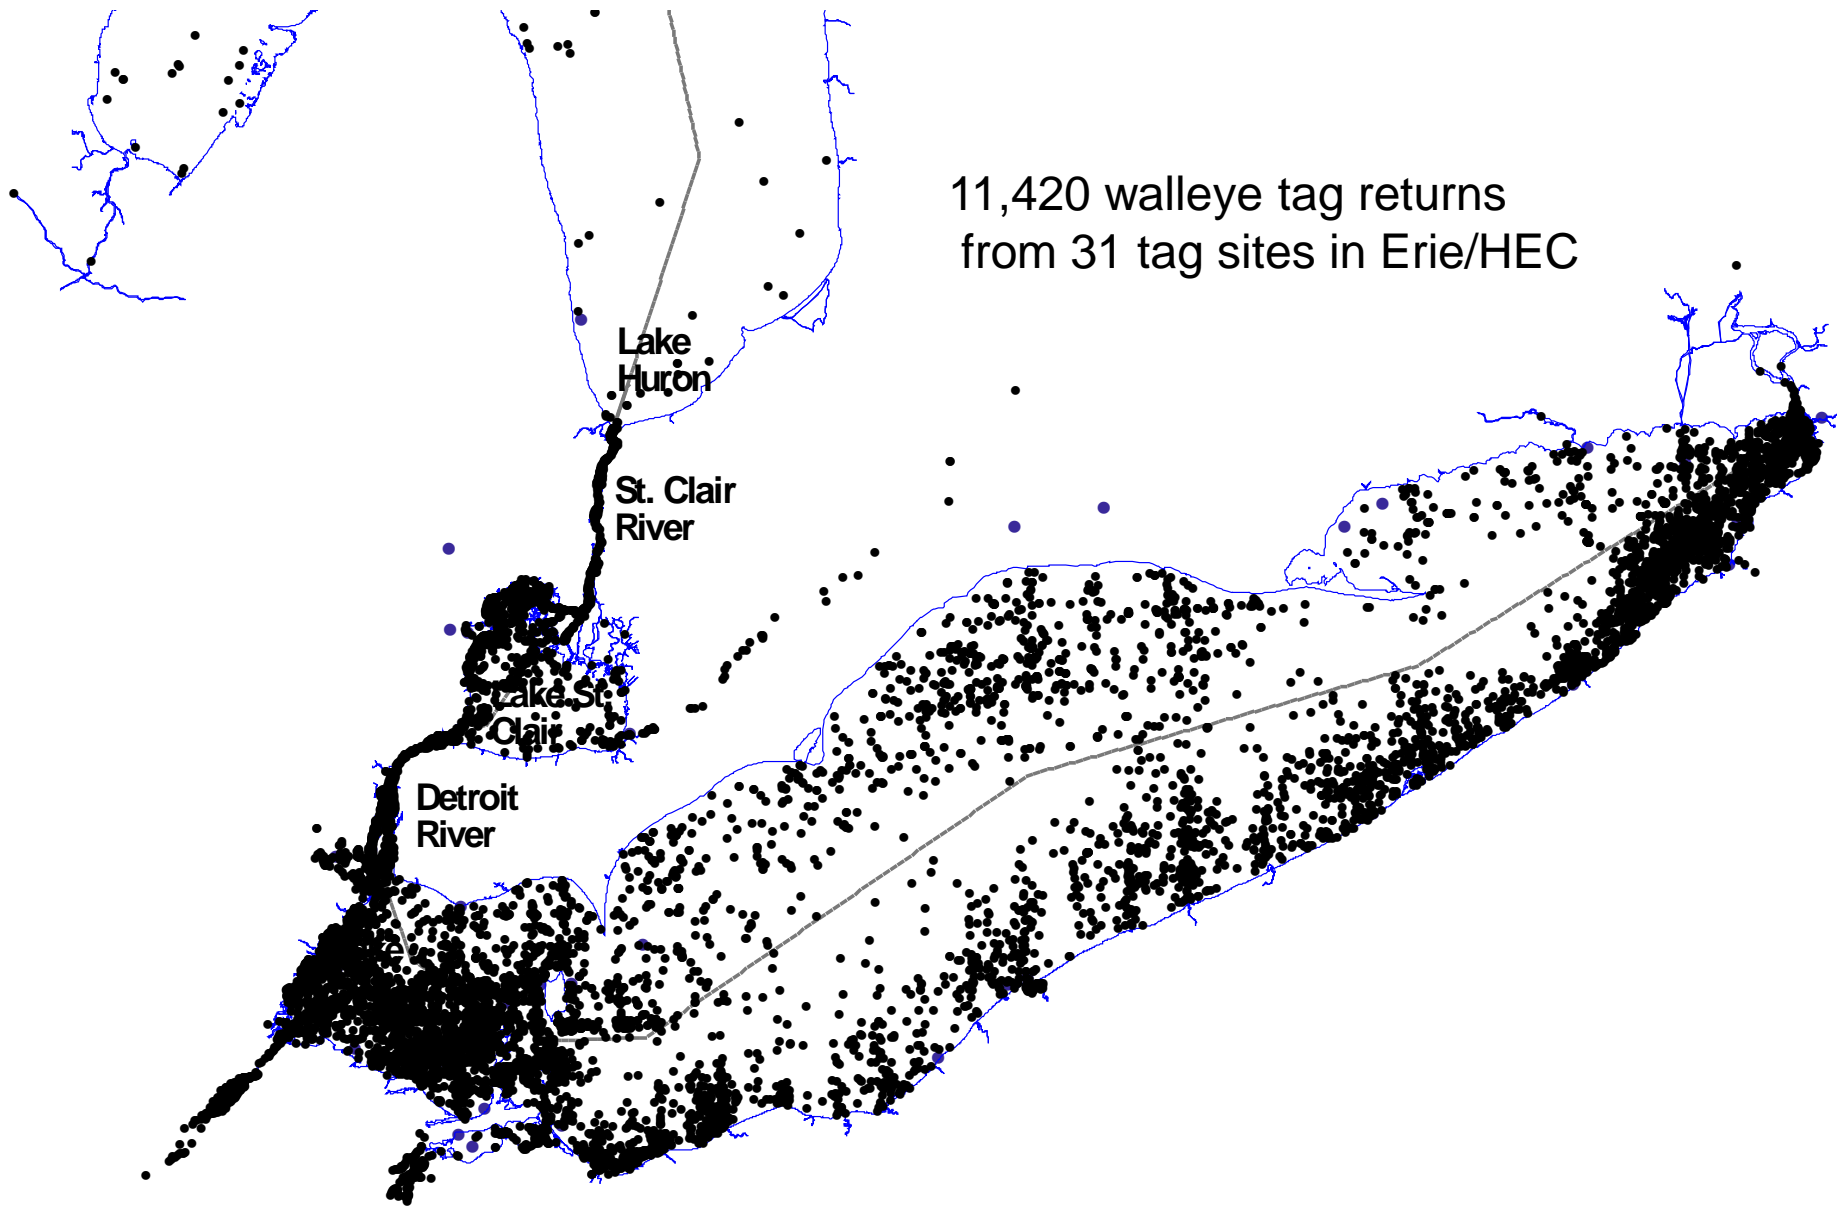 11,420 walleye tag returns
from 31 tag sites in Erie/HEC
Lake
Huron
St. Clair
River
Lake St.
Clair
Detroit
River